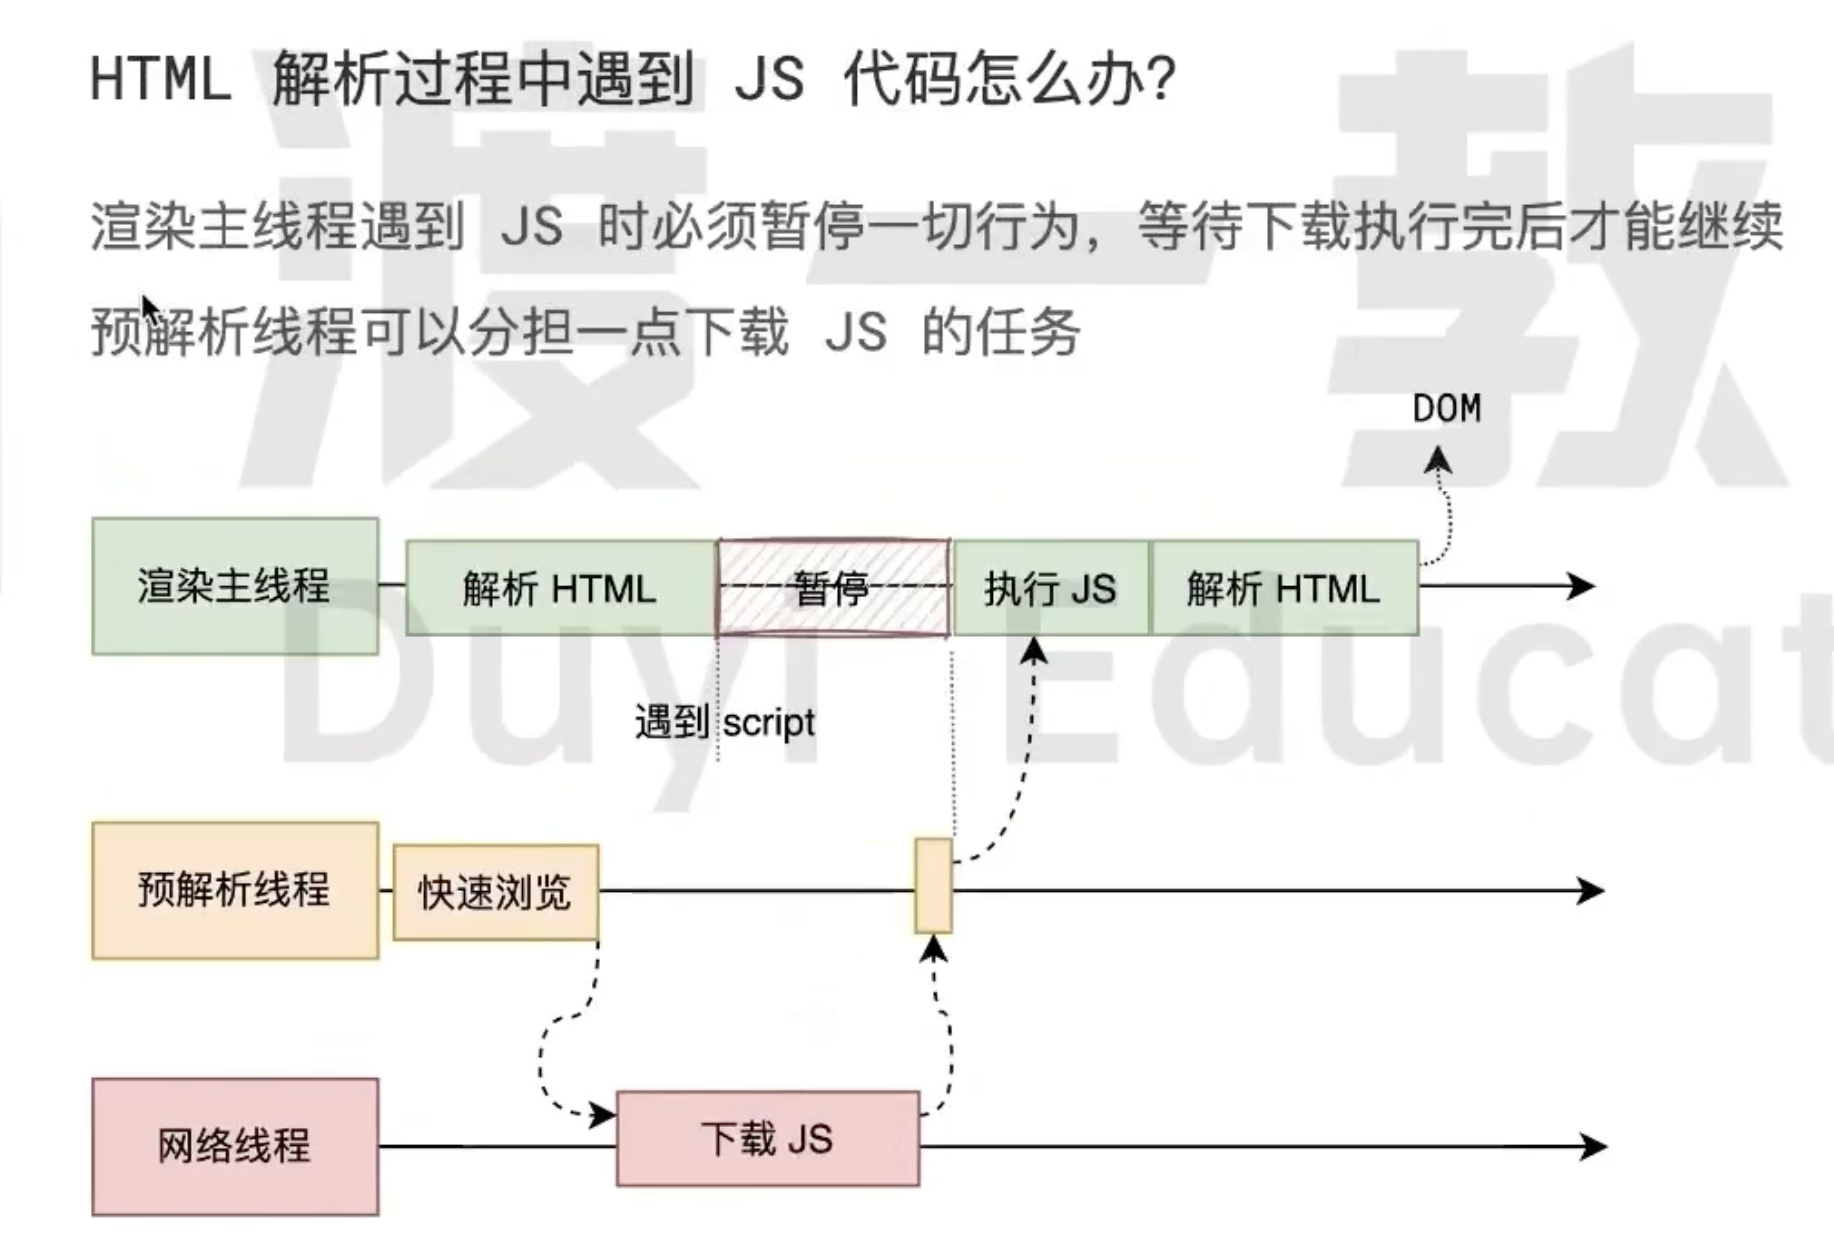 HTML 解析过程中遇到 JS 代码怎么办?
渲染主线程遇到 JS 时必须暂停一切行为，等待下载执行完后才能继续
预解析线程可以分担一点下载 JS 的任务
DOM
渲染主线程
解析 HTML
暂停
执行 JS
解析 HTML
遇到 script
预解析线程
快速浏览
网络线程
下载 JS
渡一教
Duyi Educat